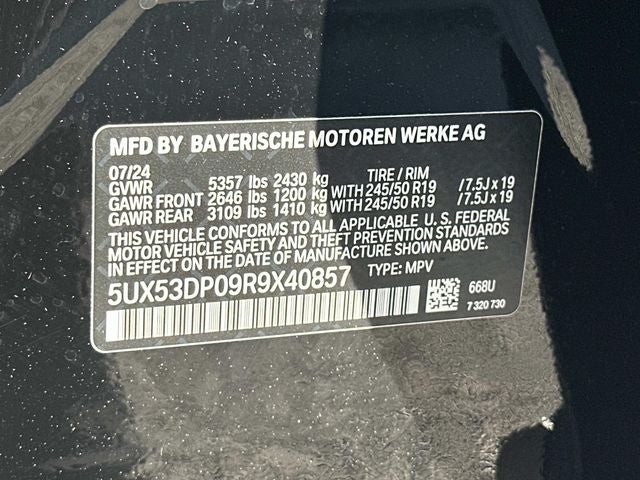 MFD BY BAYERISCHE MOTOREN WERKE AG
07/24 TIRE / RIM
GVWR 5357 lbs 2430 kg
GAWR FRONT 2646 lbs 1200 kg WITH 245/50 R19 /7.5J x 19
GAWR REAR 3109 lbs 1410 kg WITH 245/50 R19 /7.5J x 19
THIS VEHICLE CONFORMS TO ALL APPLICABLE U. S. FEDERAL
MOTOR VEHICLE SAFETY AND THEFT PREVENTION STANDARDS
IN EFFECT ON THE DATE OF MANUFACTURE SHOWN ABOVE.
5UX53DP09R9X40857 TYPE: MPV
668U
7 320 730